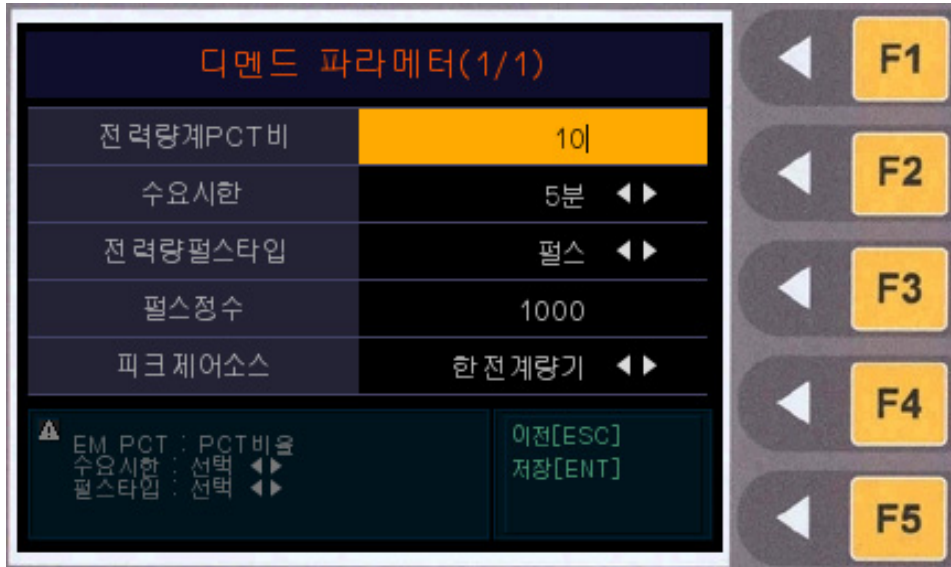 디멘드 파라메터(1/1)
전력량계PCT비 10
수요시한 5분
전력량펄스타입 펄스
펄스정수 1000
피크제어소스 한전계량기
EM PCT : PCT비율
수요시한 : 선택
펄스타입 : 선택
이전[ESC]
저장[ENT]
F1
F2
F3
F4
F5